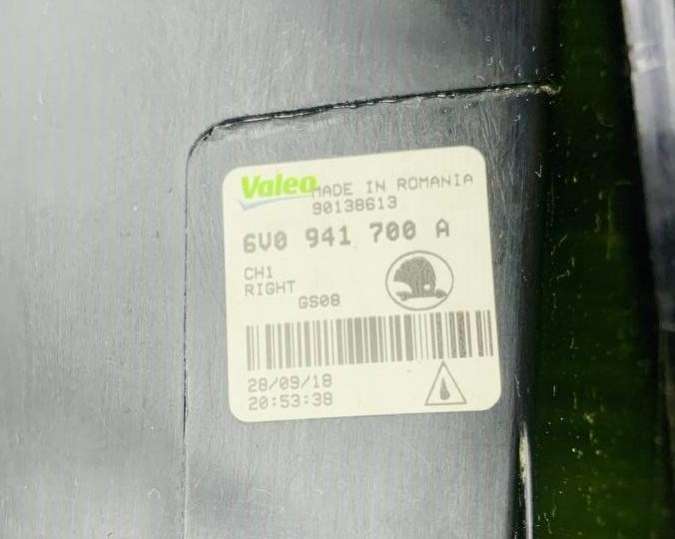 Valeo MADE IN ROMANIA
90138613
6V0 941 700 A
CH1
RIGHT
GS08
28/09/18
20:53:38